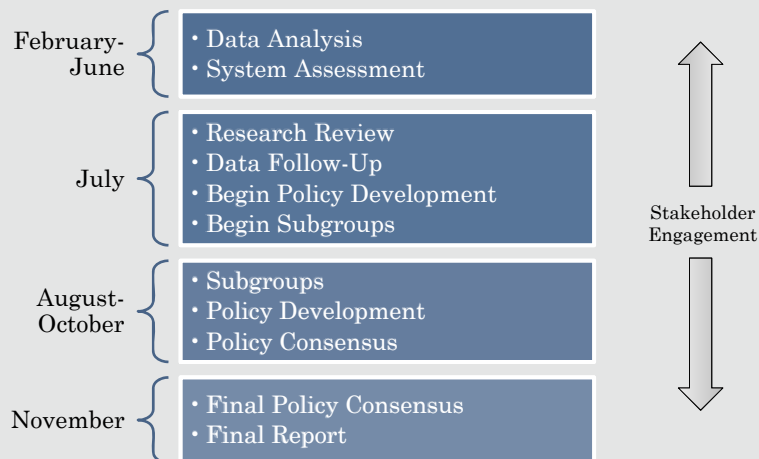 February-
June
• Data Analysis
• System Assessment
July
• Research Review
• Data Follow-Up
• Begin Policy Development
• Begin Subgroups
August-
October
• Subgroups
• Policy Development
• Policy Consensus
November
• Final Policy Consensus
• Final Report
Stakeholder
Engagement